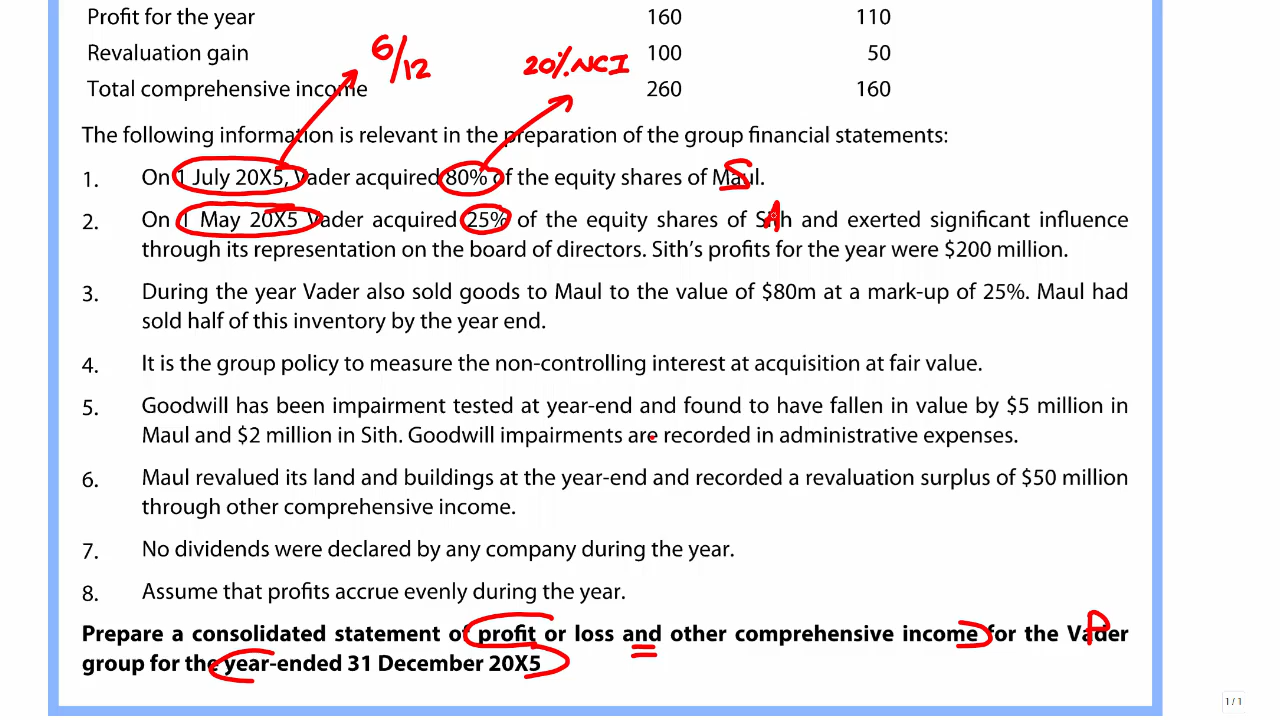 Profit for the year 160 110
Revaluation gain 100 50
6/12
20% NCI
Total comprehensive income 260 160
The following information is relevant in the preparation of the group financial statements:
1. On 1 July 20X5, Vader acquired 80% of the equity shares of Maul.
S
2. On 1 May 20X5 Vader acquired 25% of the equity shares of Sith and exerted significant influence
A
through its representation on the board of directors. Sith's profits for the year were $200 million.
3. During the year Vader also sold goods to Maul to the value of $80m at a mark-up of 25%. Maul had
sold half of this inventory by the year end.
4. It is the group policy to measure the non-controlling interest at acquisition at fair value.
5. Goodwill has been impairment tested at year-end and found to have fallen in value by $5 million in
Maul and $2 million in Sith. Goodwill impairments are recorded in administrative expenses.
6. Maul revalued its land and buildings at the year-end and recorded a revaluation surplus of $50 million
through other comprehensive income.
7. No dividends were declared by any company during the year.
8. Assume that profits accrue evenly during the year.
P
Prepare a consolidated statement of profit or loss and other comprehensive income for the Vader
group for the year-ended 31 December 20X5
1 / 1